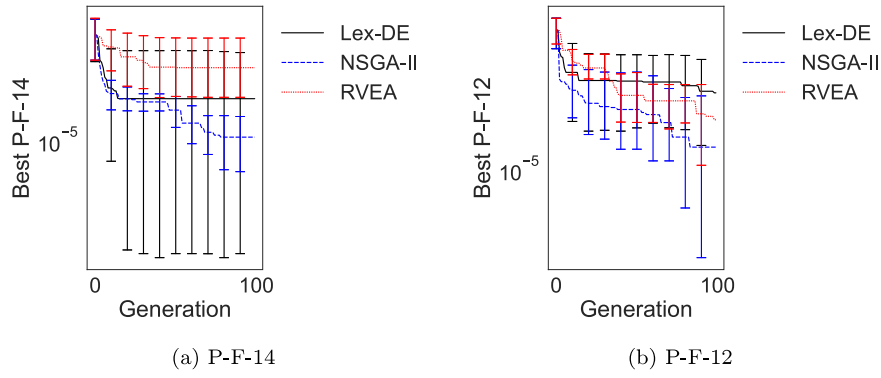 Best P-F-14
10⁻⁵
0
100
Generation
Lex-DE
NSGA-II
RVEA
(a) P-F-14
Best P-F-12
10⁻⁵
0
100
Generation
Lex-DE
NSGA-II
RVEA
(b) P-F-12